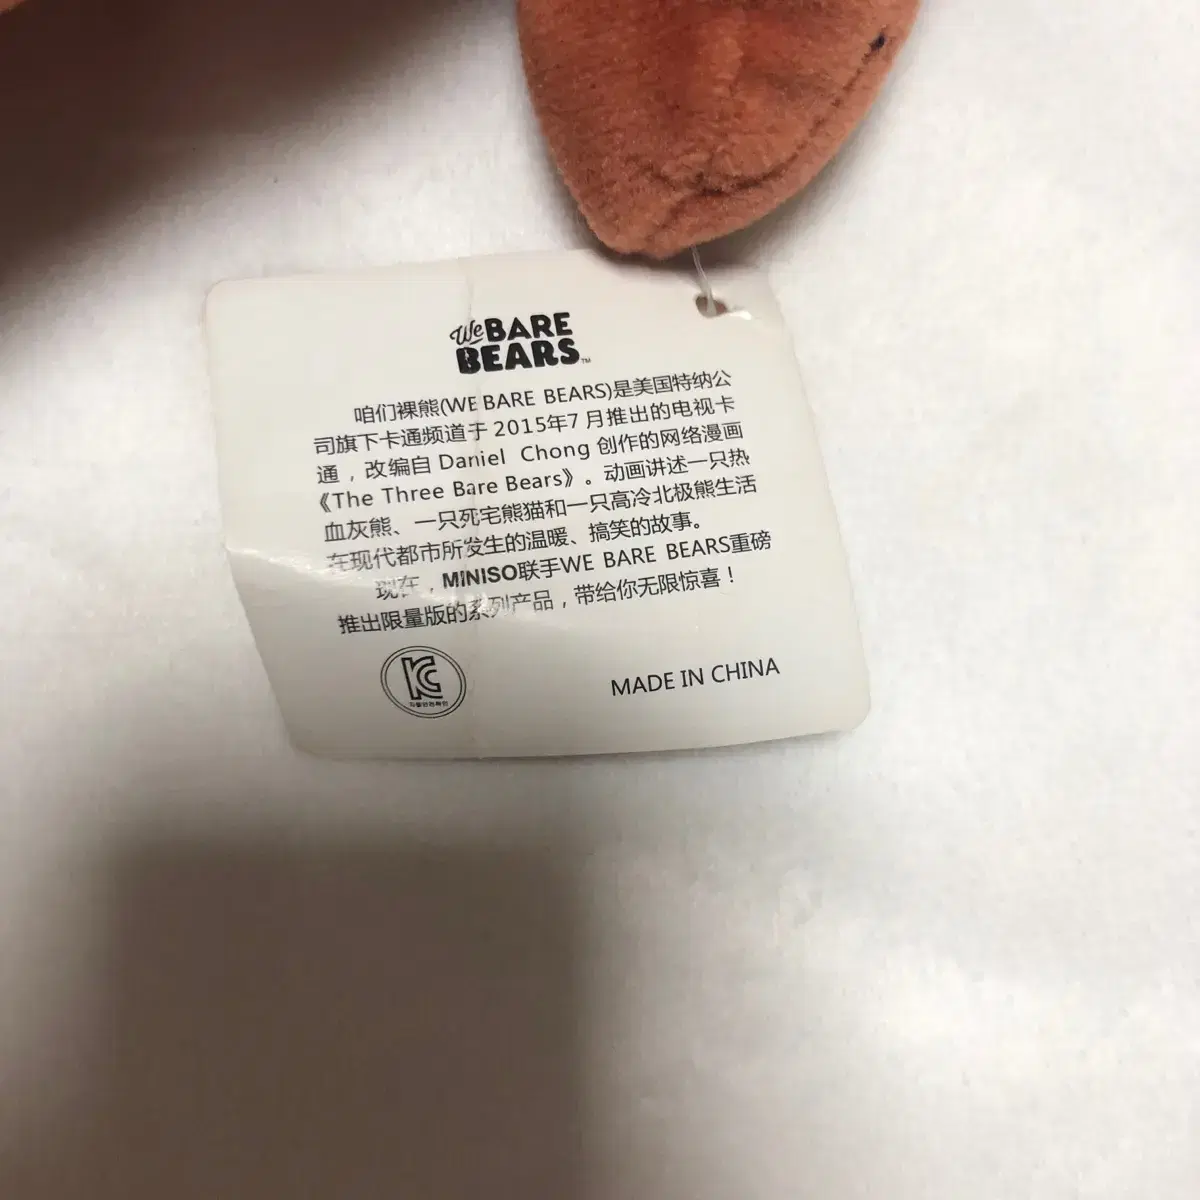 We BARE
BEARS™
咱们裸熊(WE BARE BEARS)是美国特纳公
司旗下卡通频道于 2015年7月推出的电视卡
通，改编自 Daniel Chong 创作的网络漫画
《The Three Bare Bears》。动画讲述一只热
血灰熊、一只死宅熊猫和一只高冷北极熊生活
在现代都市所发生的温暖、搞笑的故事。
现在，MINISO联手WE BARE BEARS重磅
推出限量版的系列产品，带给你无限惊喜！
KC
MADE IN CHINA